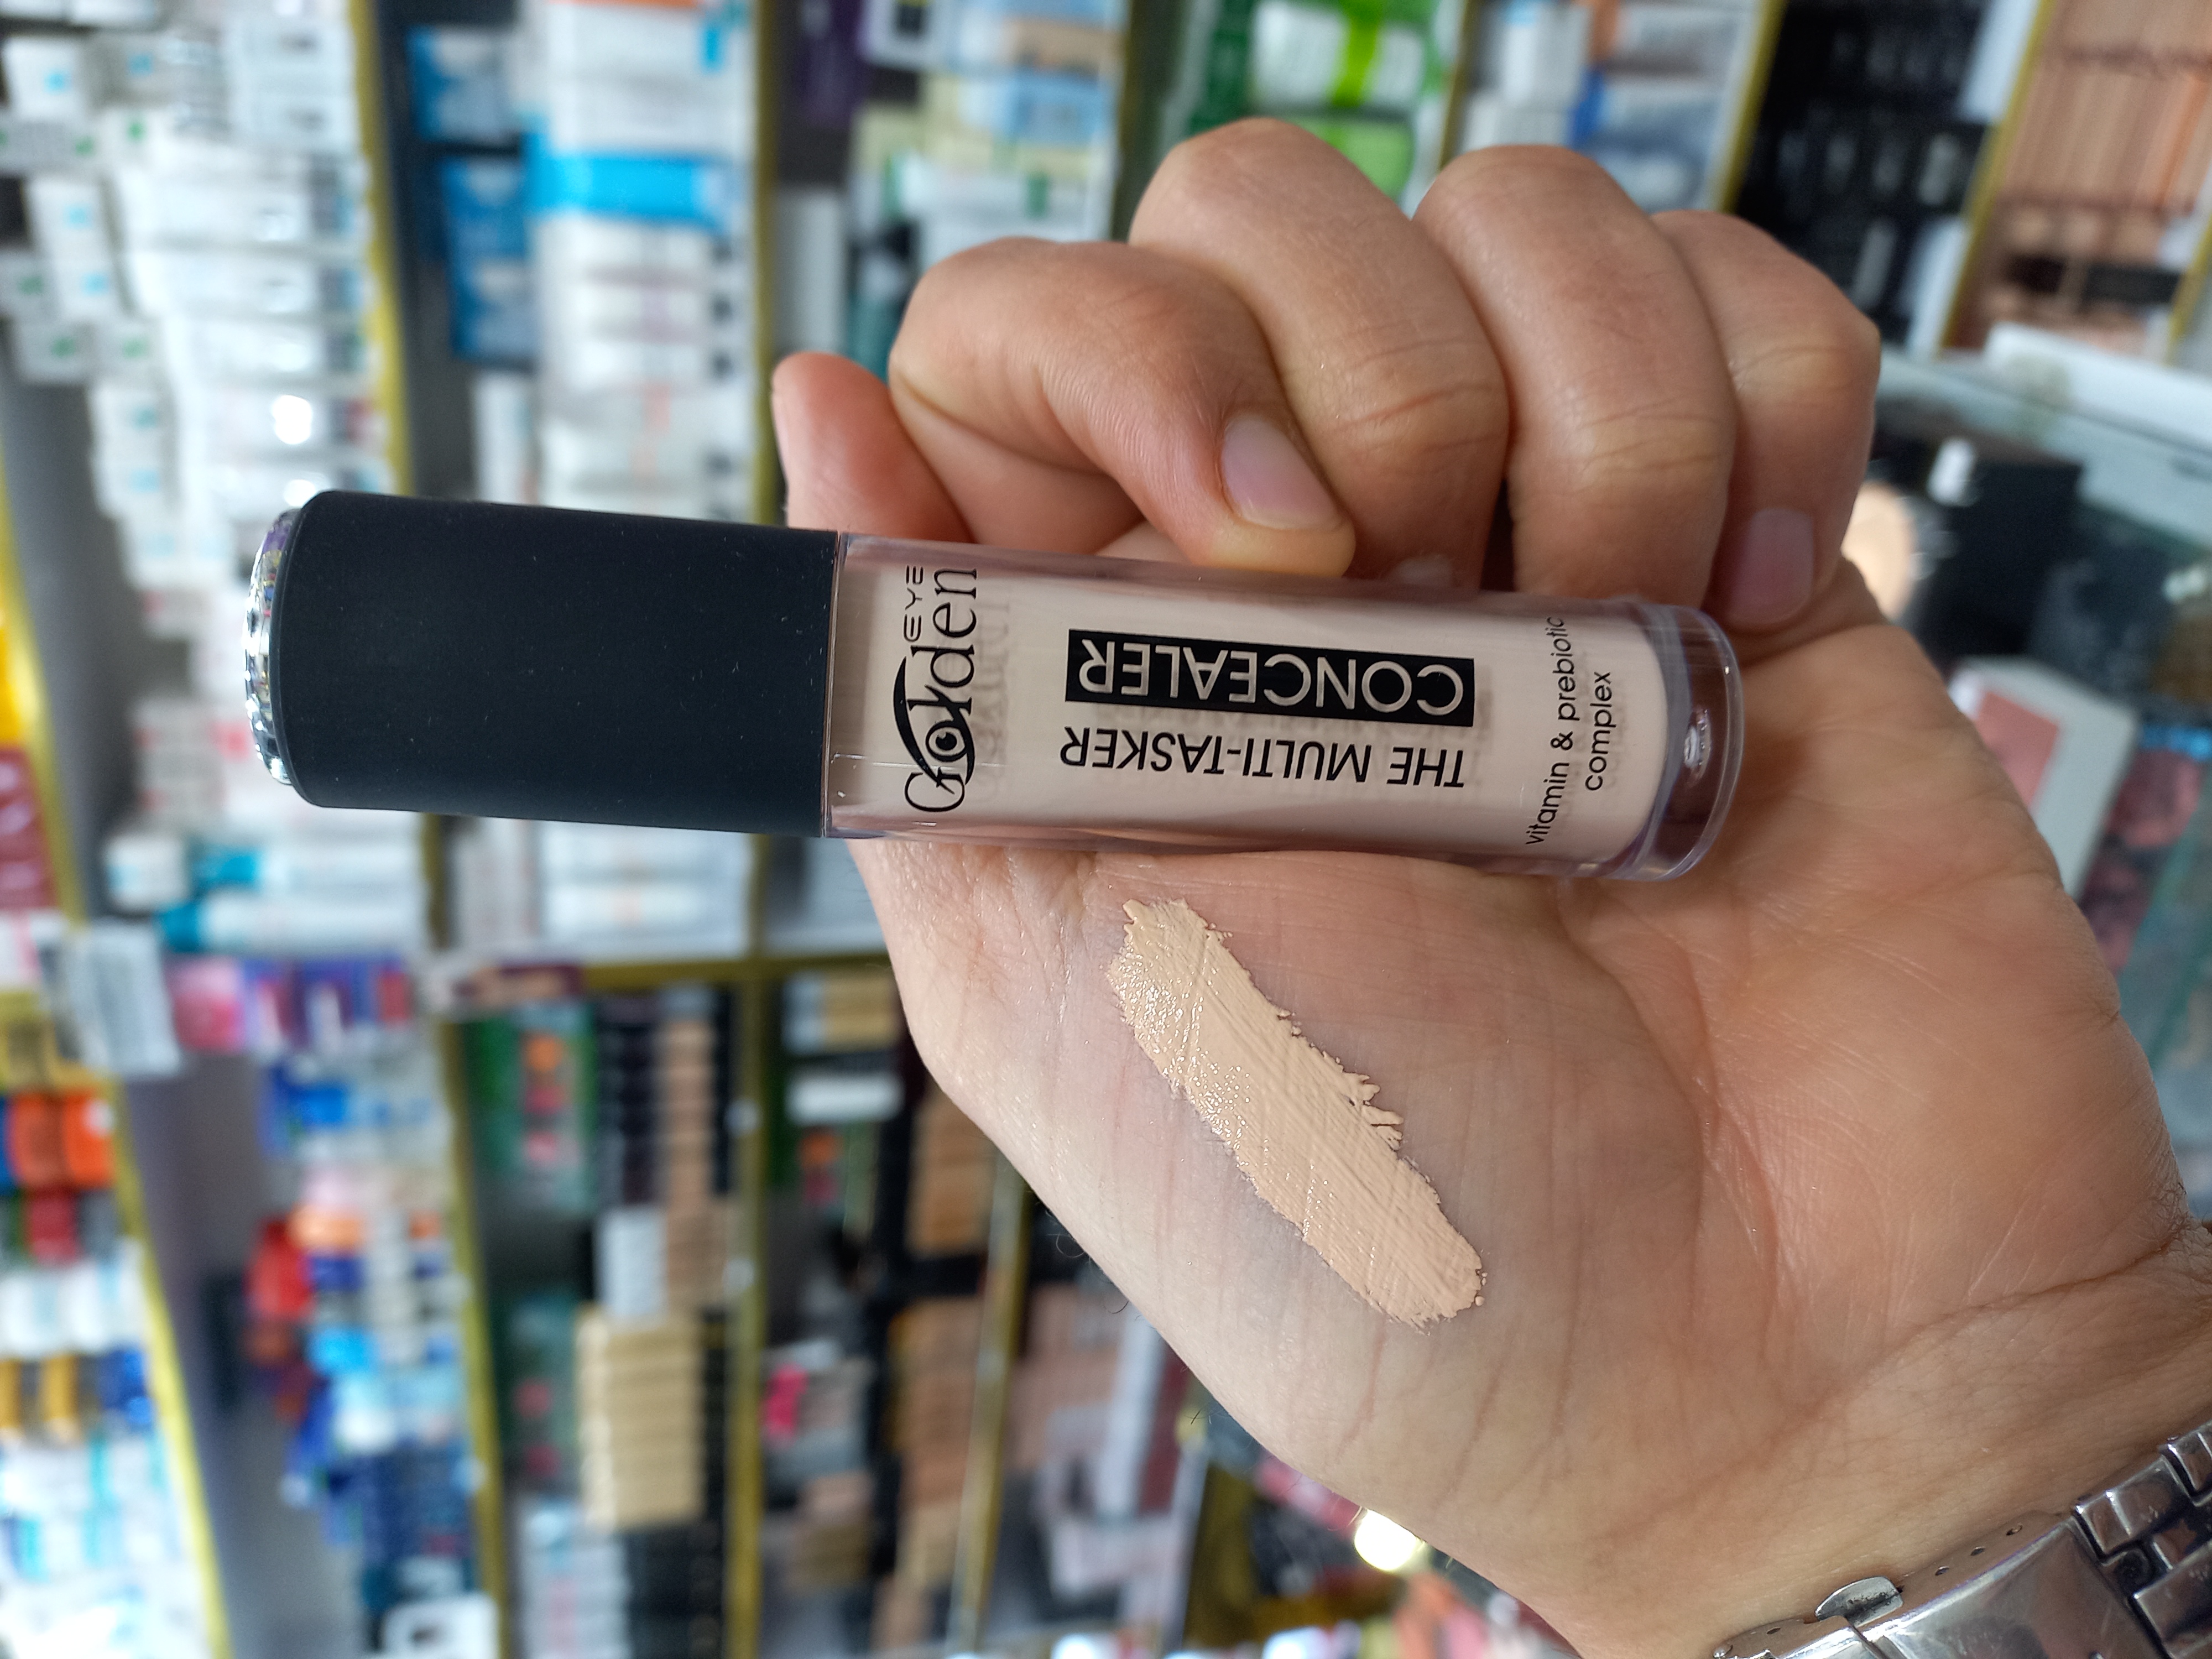 Golden
EYE
THE MULTI-TASKER
CONCEALER
vitamin & prebiotic
complex